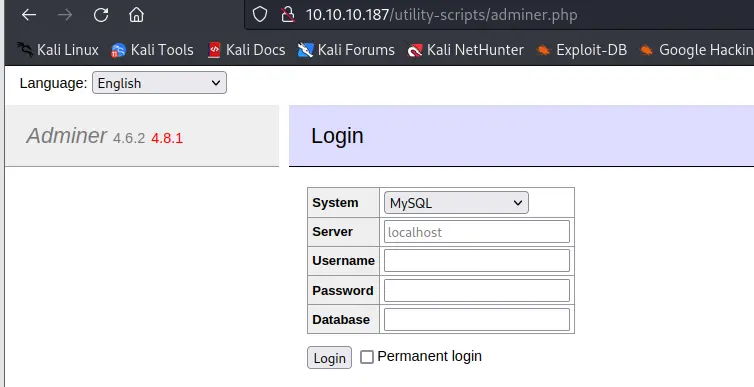 10.10.10.187/utility-scripts/adminer.php
Kali Linux Kali Tools Kali Docs Kali Forums Kali NetHunter Exploit-DB Google Hackin
Language: English
Adminer 4.6.2 4.8.1
Login
System MySQL
Server localhost
Username
Password
Database
Login Permanent login